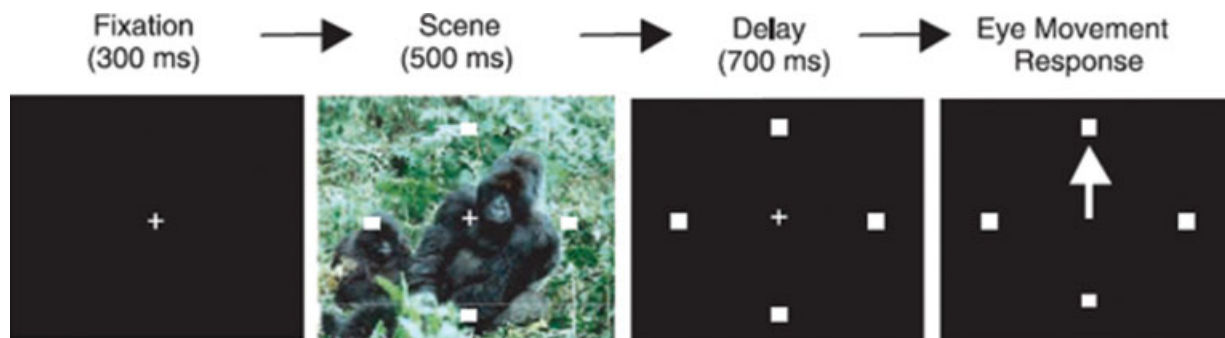 Fixation
(300 ms)
Scene
(500 ms)
Delay
(700 ms)
Eye Movement
Response